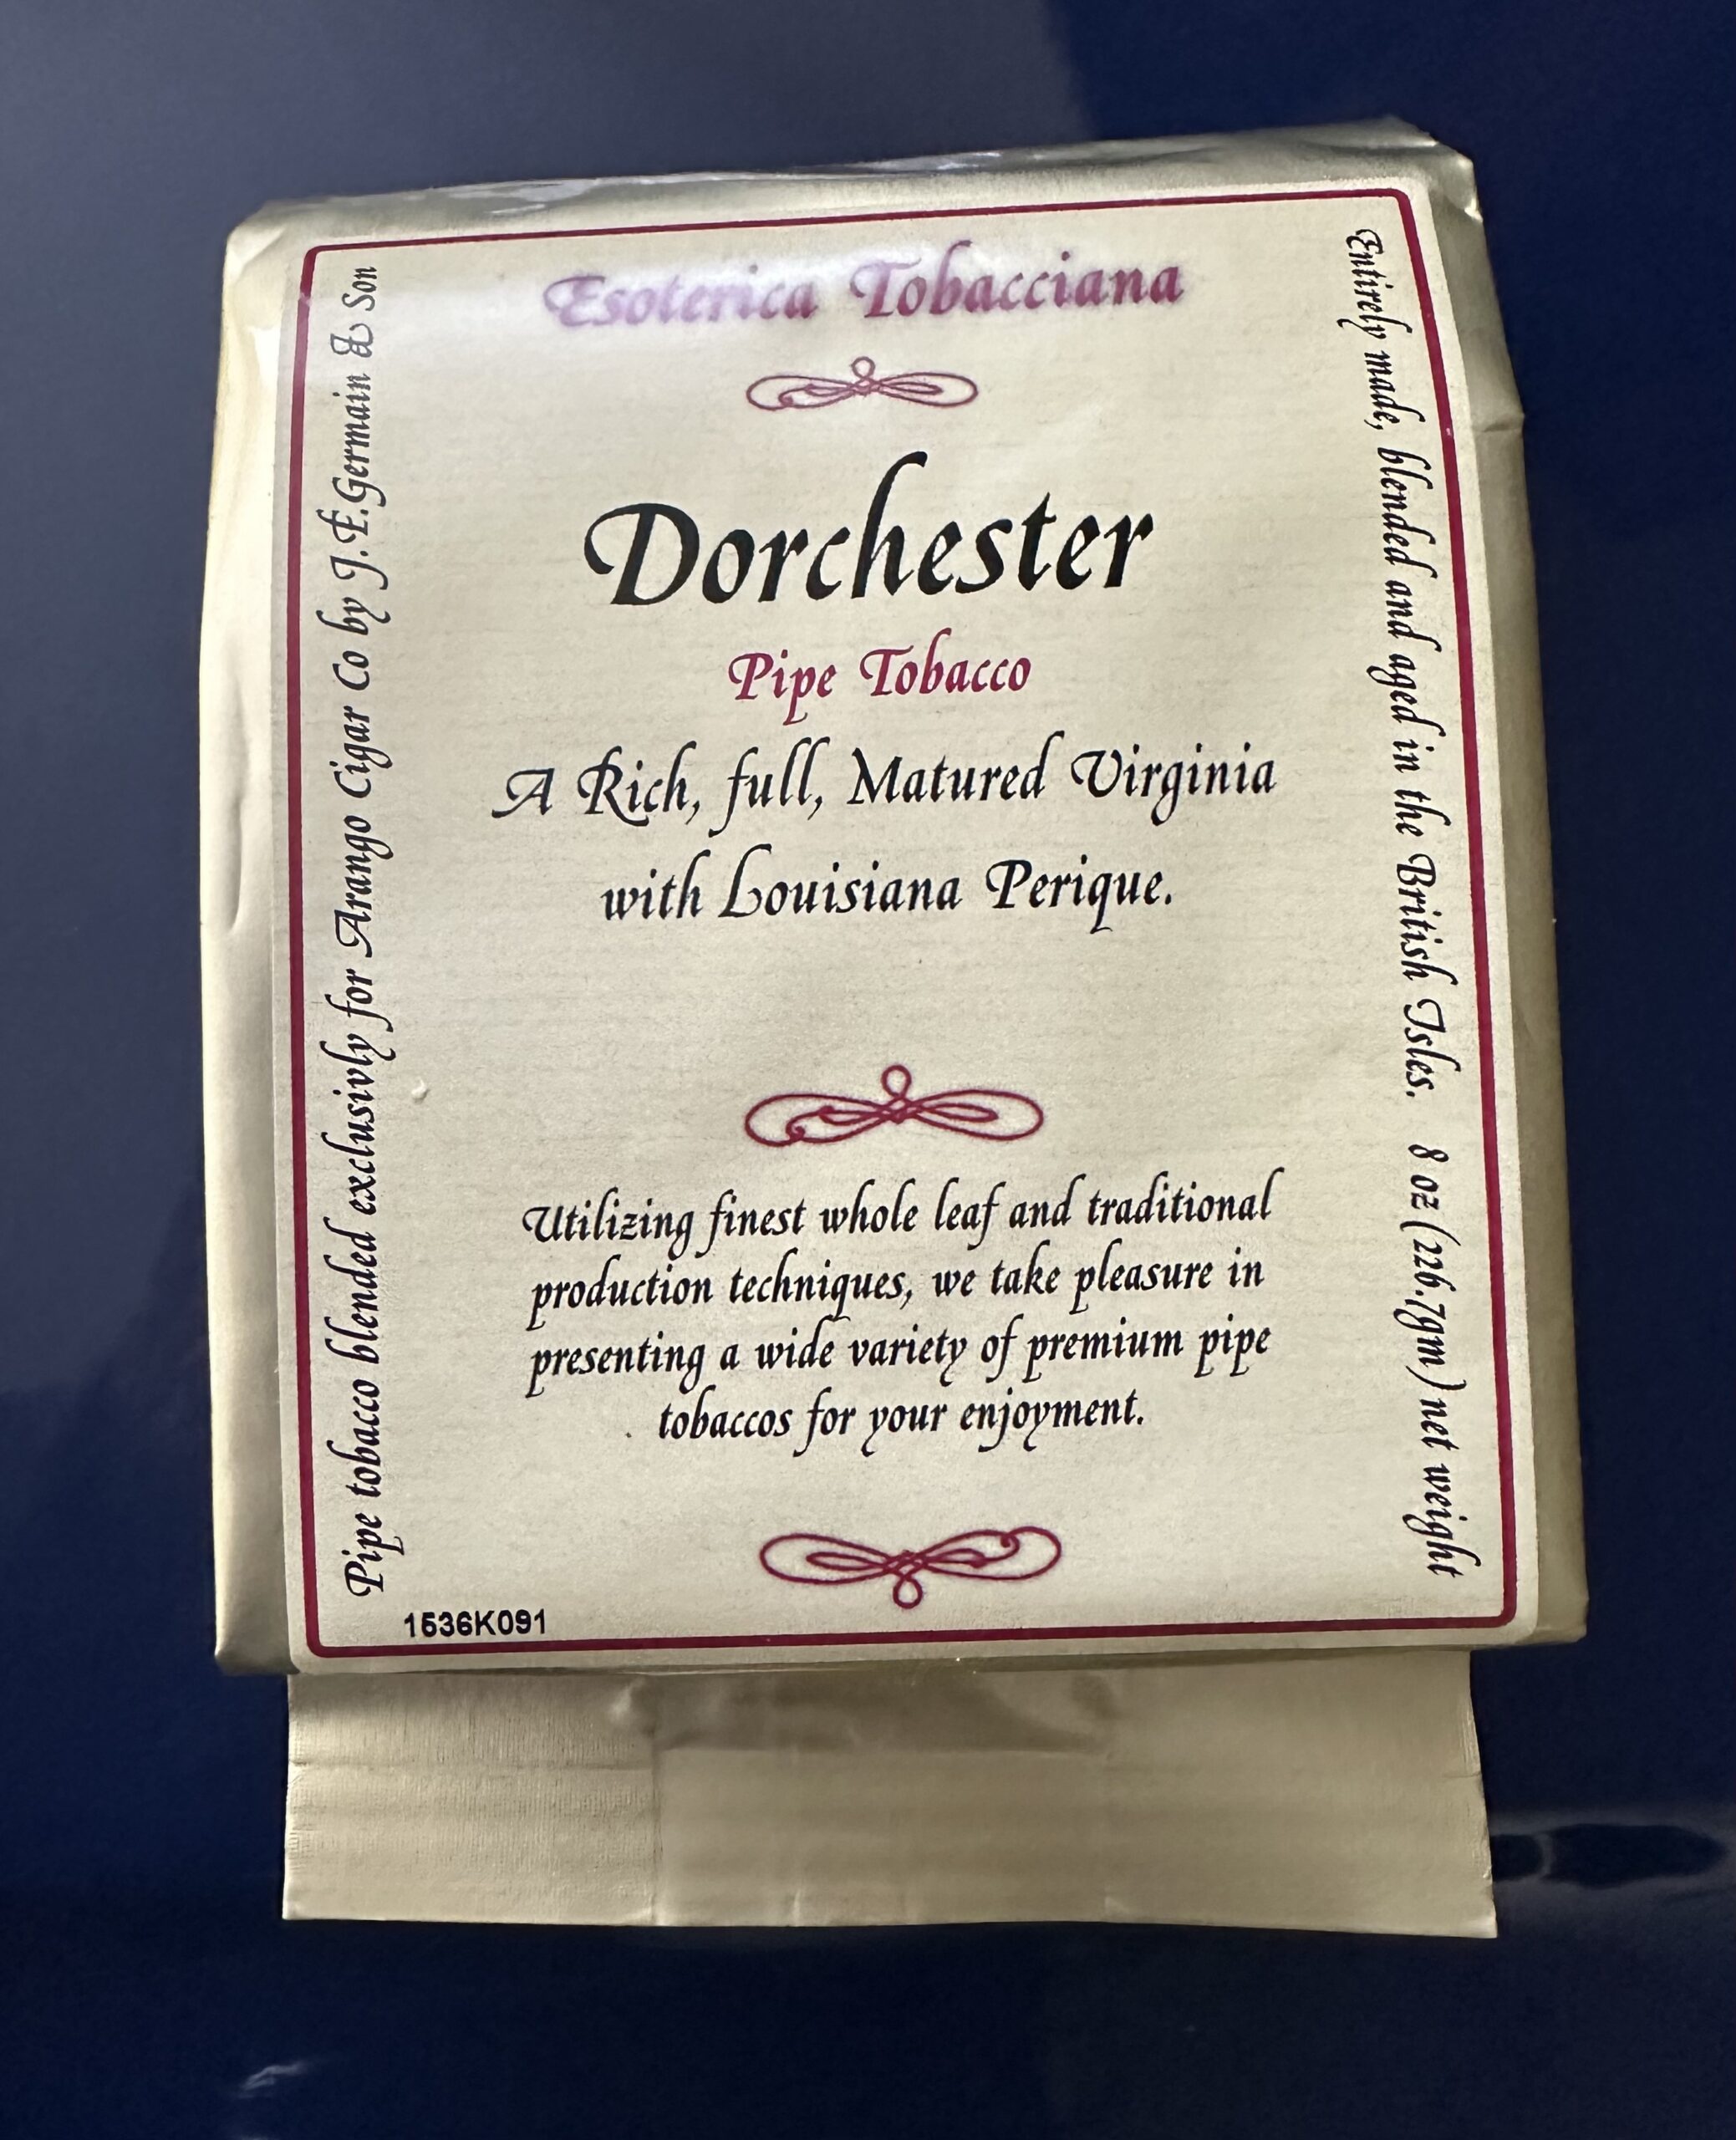 Esoterica Tobacciana
Dorchester
Pipe Tobacco
A Rich, full, Matured Virginia
with Louisiana Perique.
Utilizing finest whole leaf and traditional
production techniques, we take pleasure in
presenting a wide variety of premium pipe
tobaccos for your enjoyment.
Pipe tobacco blended exclusivly for Arango Cigar Co by J.E.Germain & Son
Entirely made, blended and aged in the British Isles. 8 oz (226.7gm) net weight
1536K091